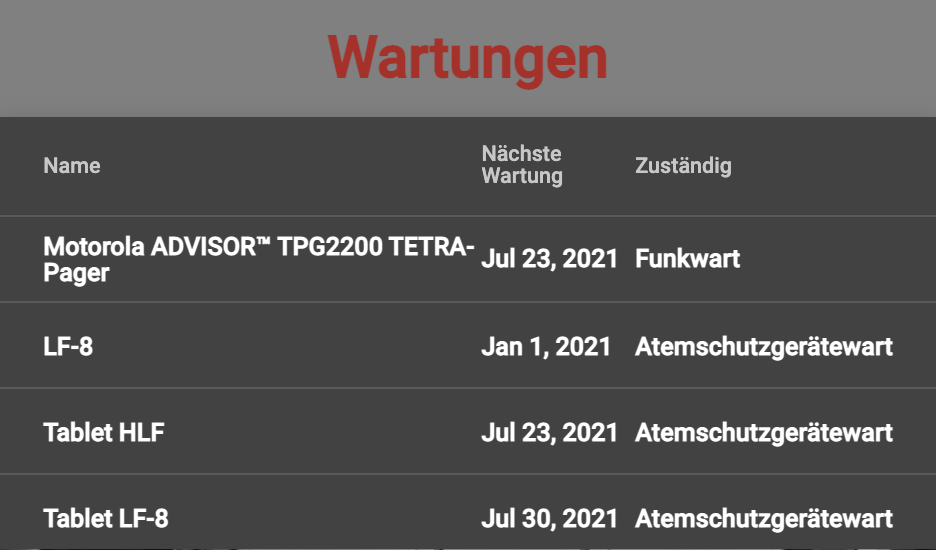 Wartungen
Name
Nächste
Wartung
Zuständig
Motorola ADVISOR™ TPG2200 TETRA-
Pager
Jul 23, 2021
Funkwart
LF-8
Jan 1, 2021
Atemschutzgerätewart
Tablet HLF
Jul 23, 2021
Atemschutzgerätewart
Tablet LF-8
Jul 30, 2021
Atemschutzgerätewart